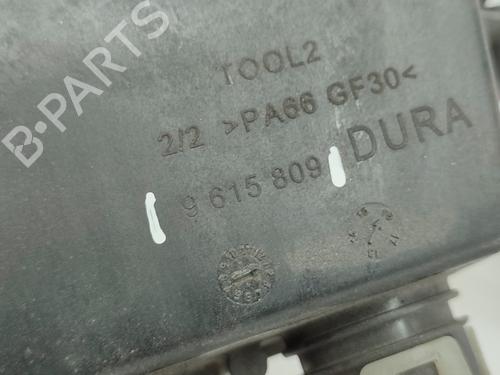 B-PARTS
TOOL2
2/2 >PA66 GF30<
9 615 809 DURA